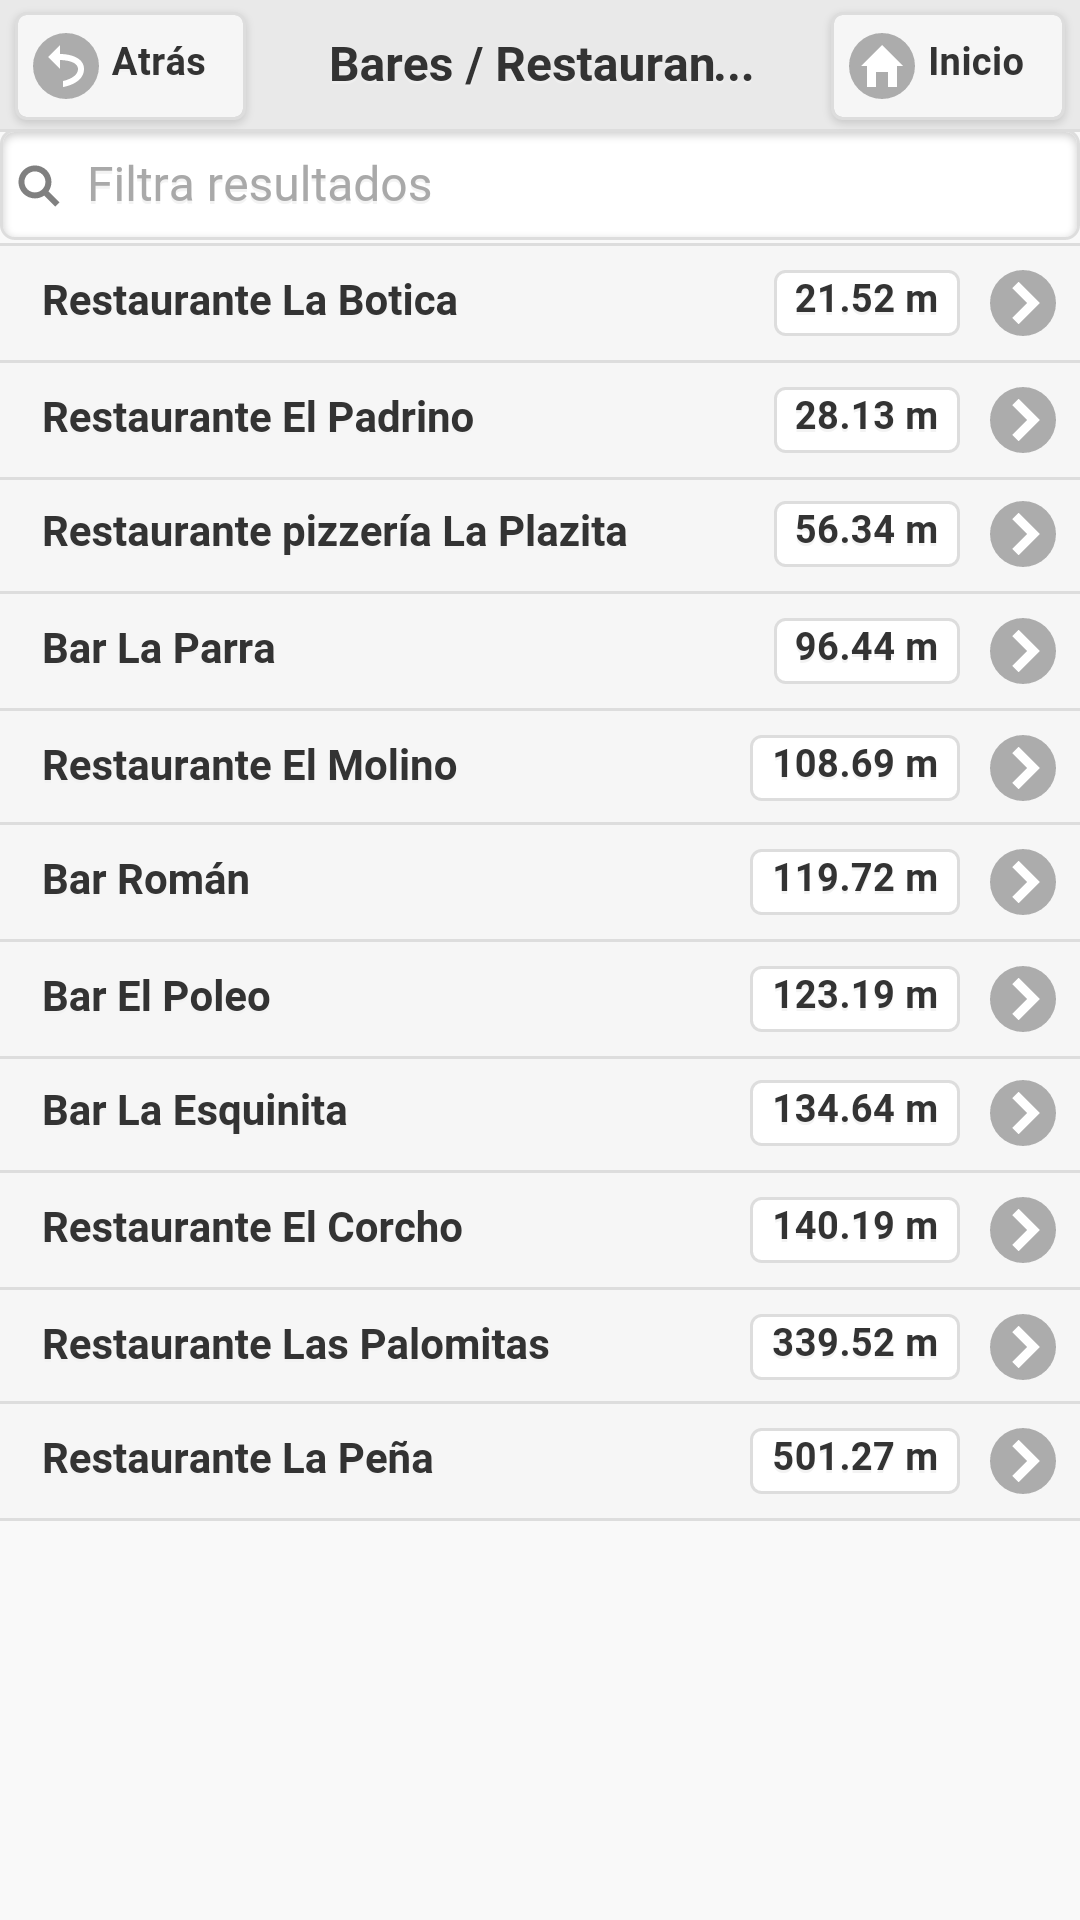 Atrás
Bares / Restauran...
Inicio
Filtra resultados
Restaurante La Botica 21.52 m
Restaurante El Padrino 28.13 m
Restaurante pizzería La Plazita 56.34 m
Bar La Parra 96.44 m
Restaurante El Molino 108.69 m
Bar Román 119.72 m
Bar El Poleo 123.19 m
Bar La Esquinita 134.64 m
Restaurante El Corcho 140.19 m
Restaurante Las Palomitas 339.52 m
Restaurante La Peña 501.27 m